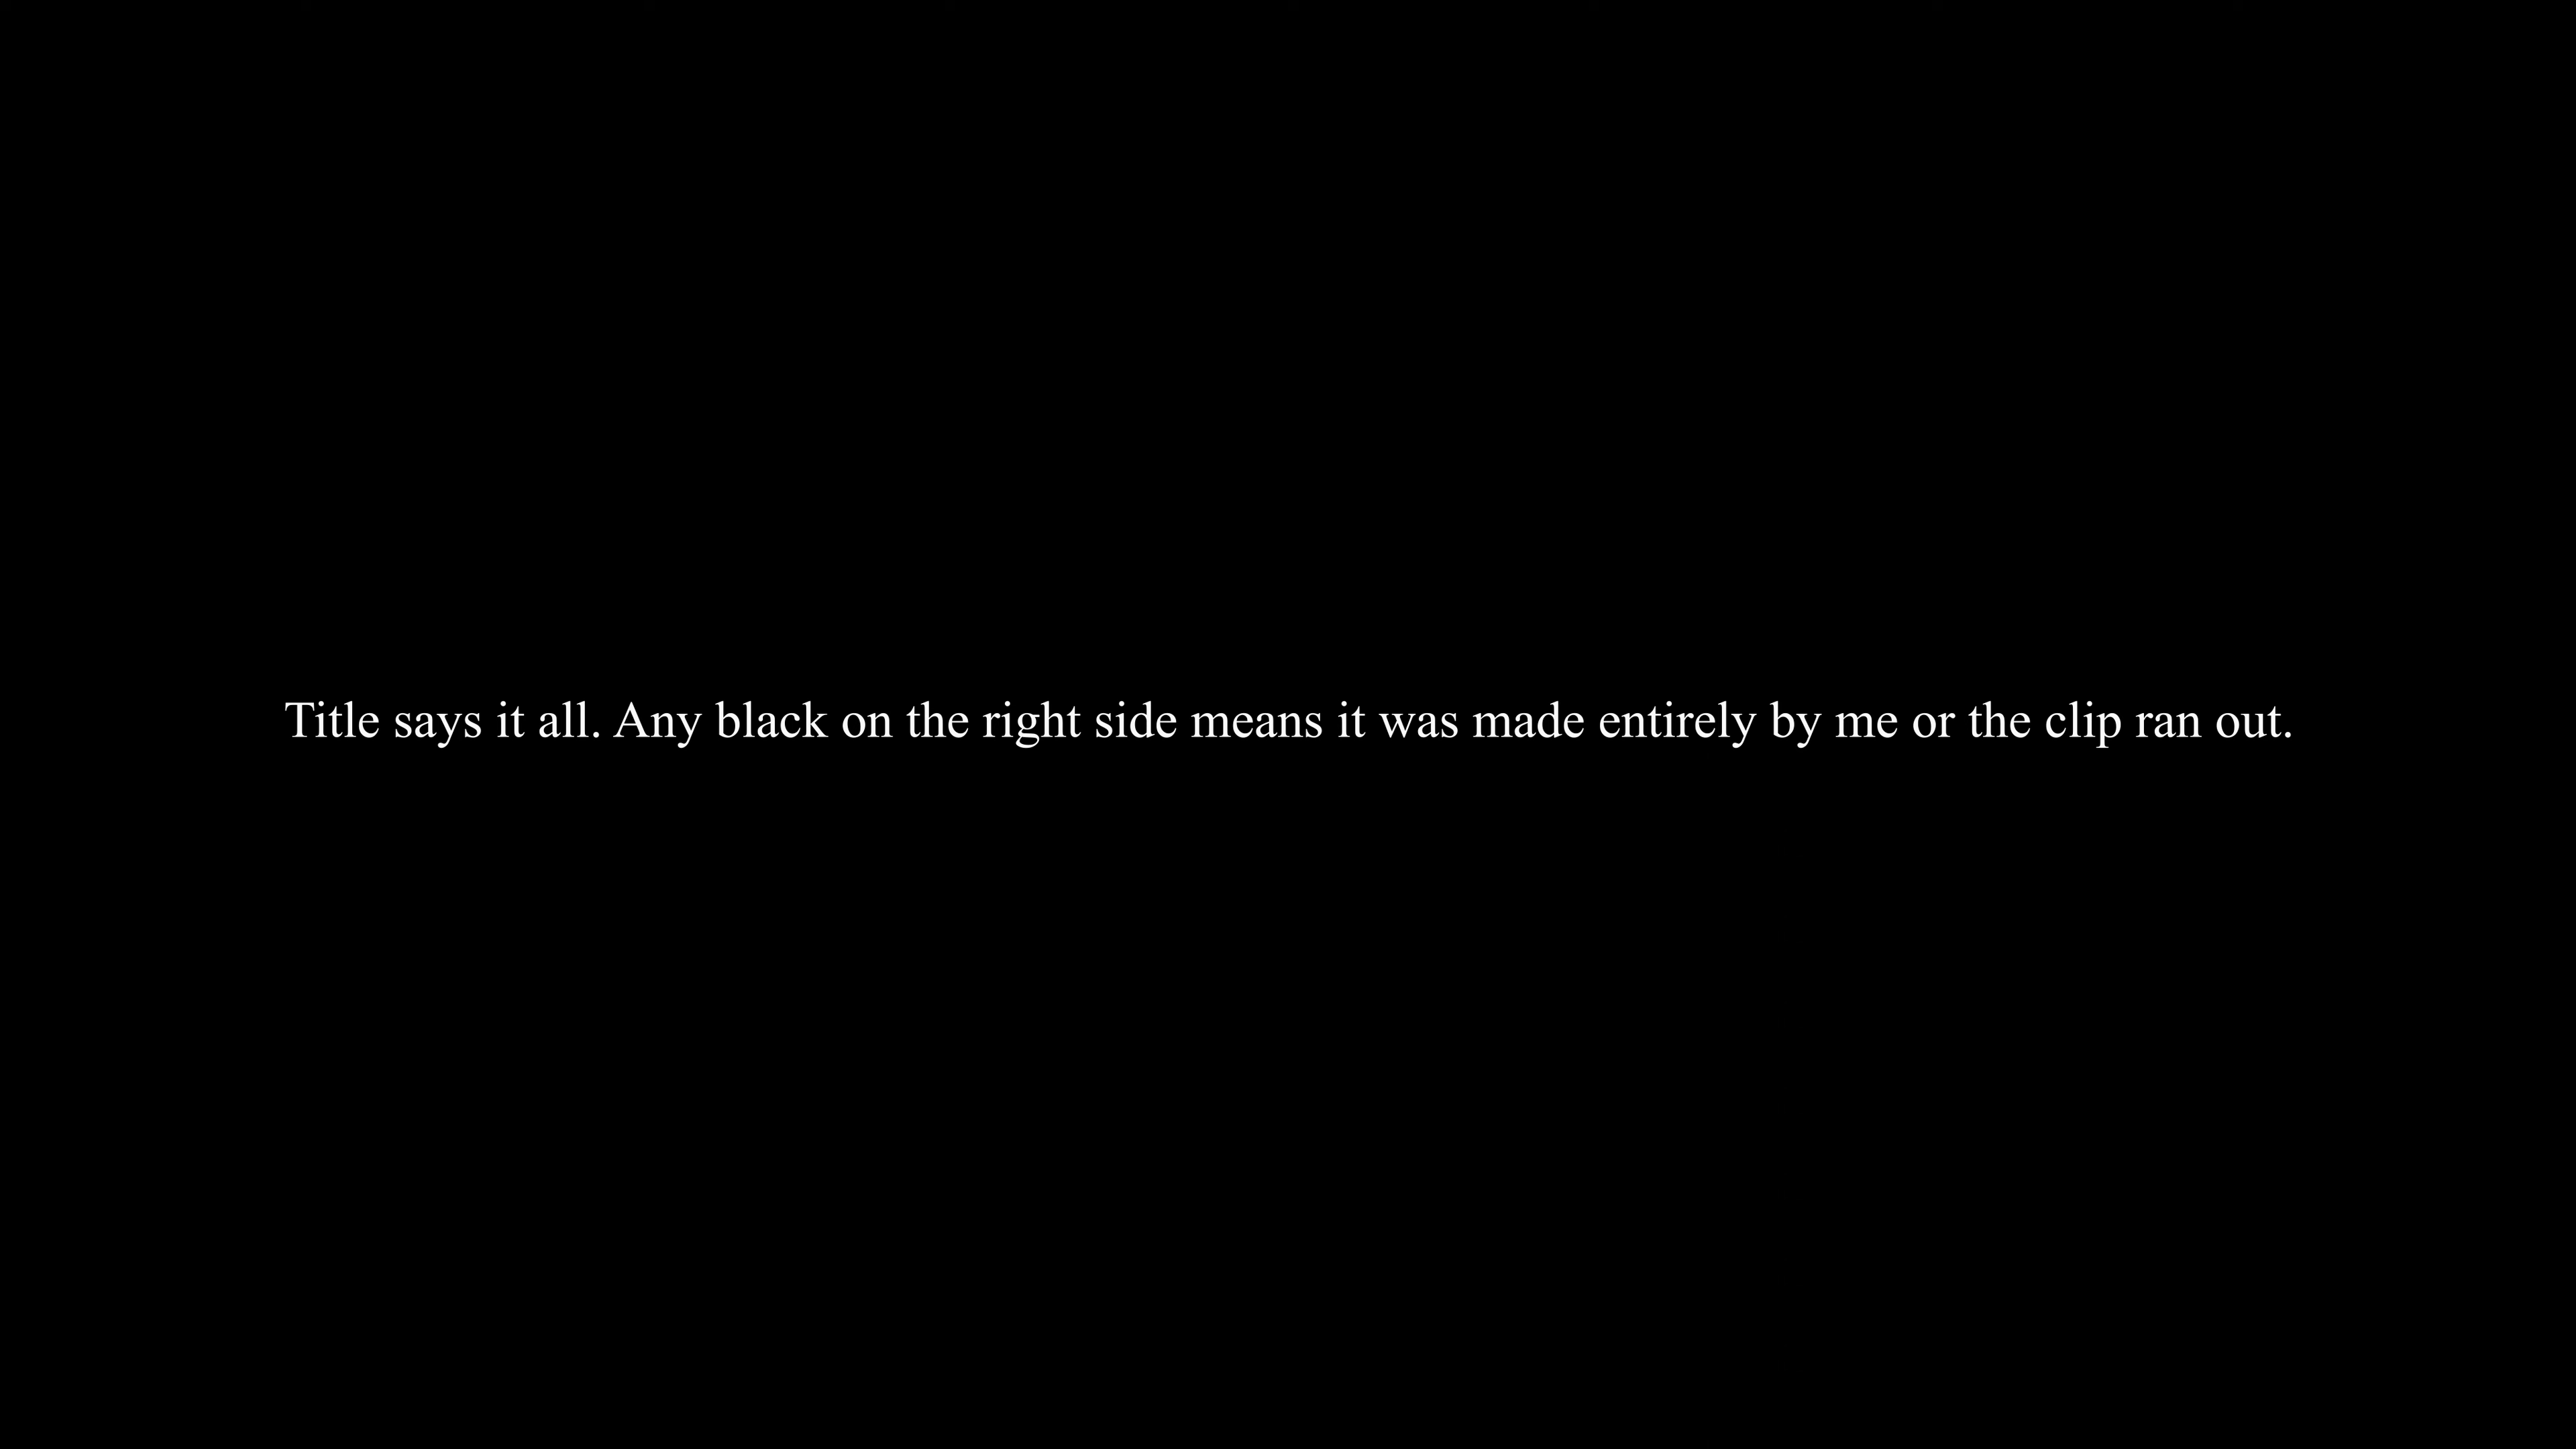 Title says it all. Any black on the right side means it was made entirely by me or the clip ran out.